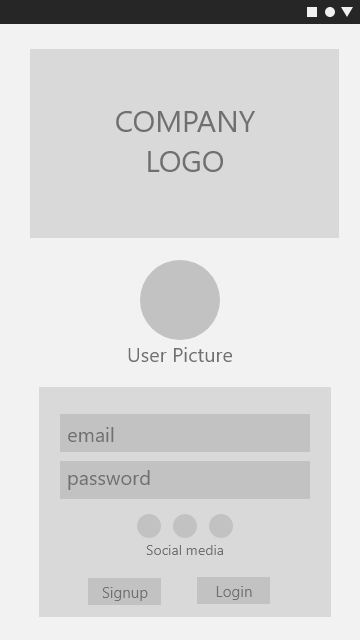 COMPANY
LOGO
User Picture
email
password
Social media
Signup
Login